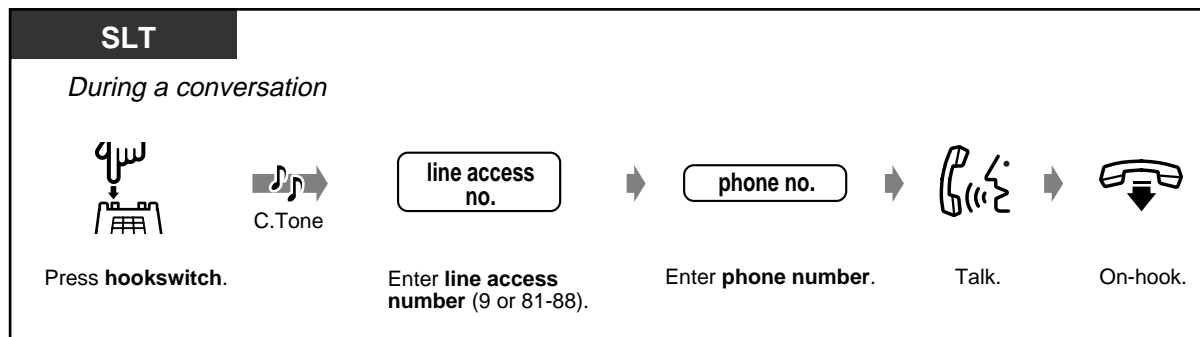 SLT
During a conversation
C.Tone
line access
no.
phone no.
Press hookswitch.
Enter line access
number (9 or 81-88).
Enter phone number.
Talk.
On-hook.